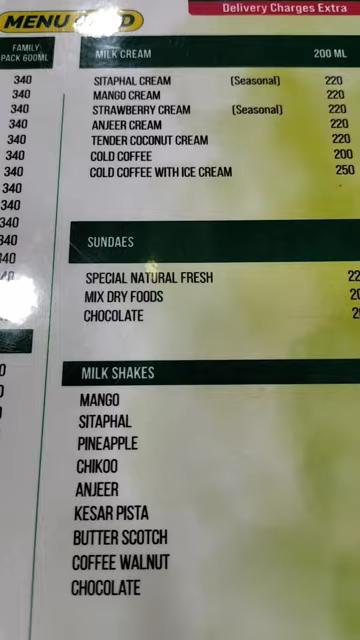 Delivery Charges Extra
MENU
FAMILY
PACK 600ML
340
340
340
340
340
340
340
340
340
MILK CREAM 200 ML
SITAPHAL CREAM (Seasonal) 220
MANGO CREAM 220
STRAWBERRY CREAM (Seasonal) 220
ANJEER CREAM 220
TENDER COCONUT CREAM 220
COLD COFFEE 200
COLD COFFEE WITH ICE CREAM 250
SUNDAES
SPECIAL NATURAL FRESH
MIX DRY FOODS
CHOCOLATE
MILK SHAKES
MANGO
SITAPHAL
PINEAPPLE
CHIKOO
ANJEER
KESAR PISTA
BUTTER SCOTCH
COFFEE WALNUT
CHOCOLATE